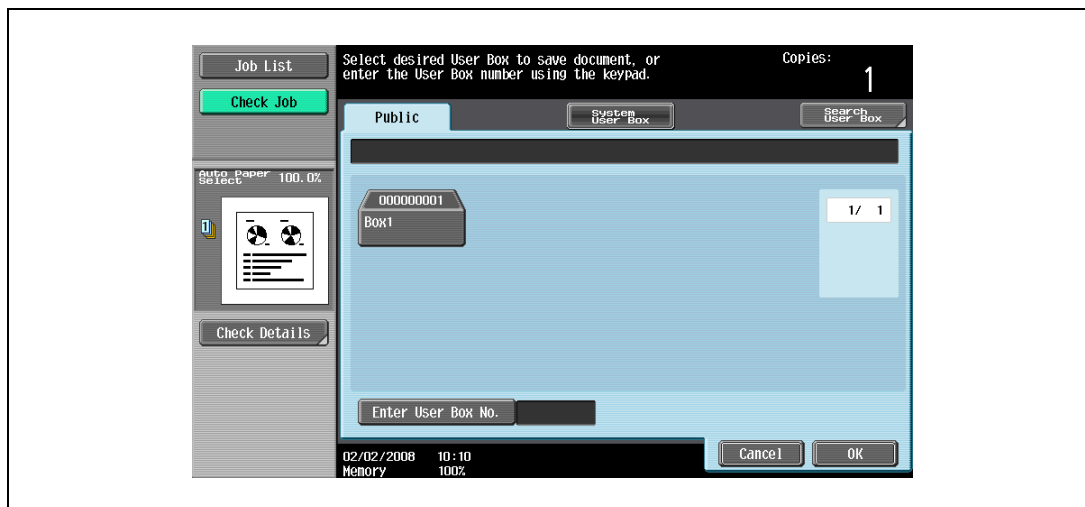 Job List
Check Job
Select desired User Box to save document, or
enter the User Box number using the keypad.
Copies:
1
Public
System
User Box
Search
User Box
Auto Paper
Select
100.0%
1
000000001
Box1
1/ 1
Check Details
Enter User Box No.
02/02/2008 10:10
Memory 100%
Cancel
OK